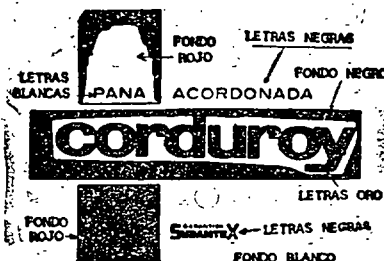 LETRAS NEGRAS
FONDO
ROJO
FONDO NEGRO
LETRAS
BLANCAS
PANA ACORDONADA
corduroy
LETRAS ORO
FONDO
ROJO
LETRAS NEGRAS
FONDO BLANCO